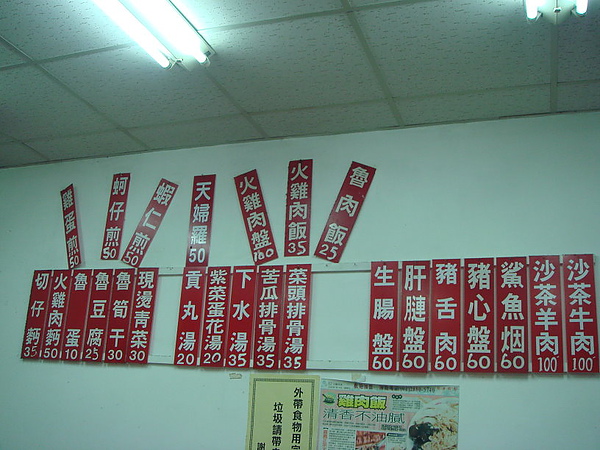 雞蛋煎50
蚵仔煎50
蝦仁煎50
天婦羅50
火雞肉盤160
火雞肉飯35
魯肉飯25
切仔麵35
火雞肉麵50
魯蛋10
魯豆腐25
魯筍干30
現燙青菜30
貢丸湯20
紫菜蛋花湯20
下水湯35
苦瓜排骨湯35
菜頭排骨湯35
生腸盤60
肝腱盤60
豬舌肉60
豬心盤60
鯊魚烟60
沙茶羊肉100
沙茶牛肉100
外帶食物用
垃圾請帶
謝
雞肉飯
清香不油膩